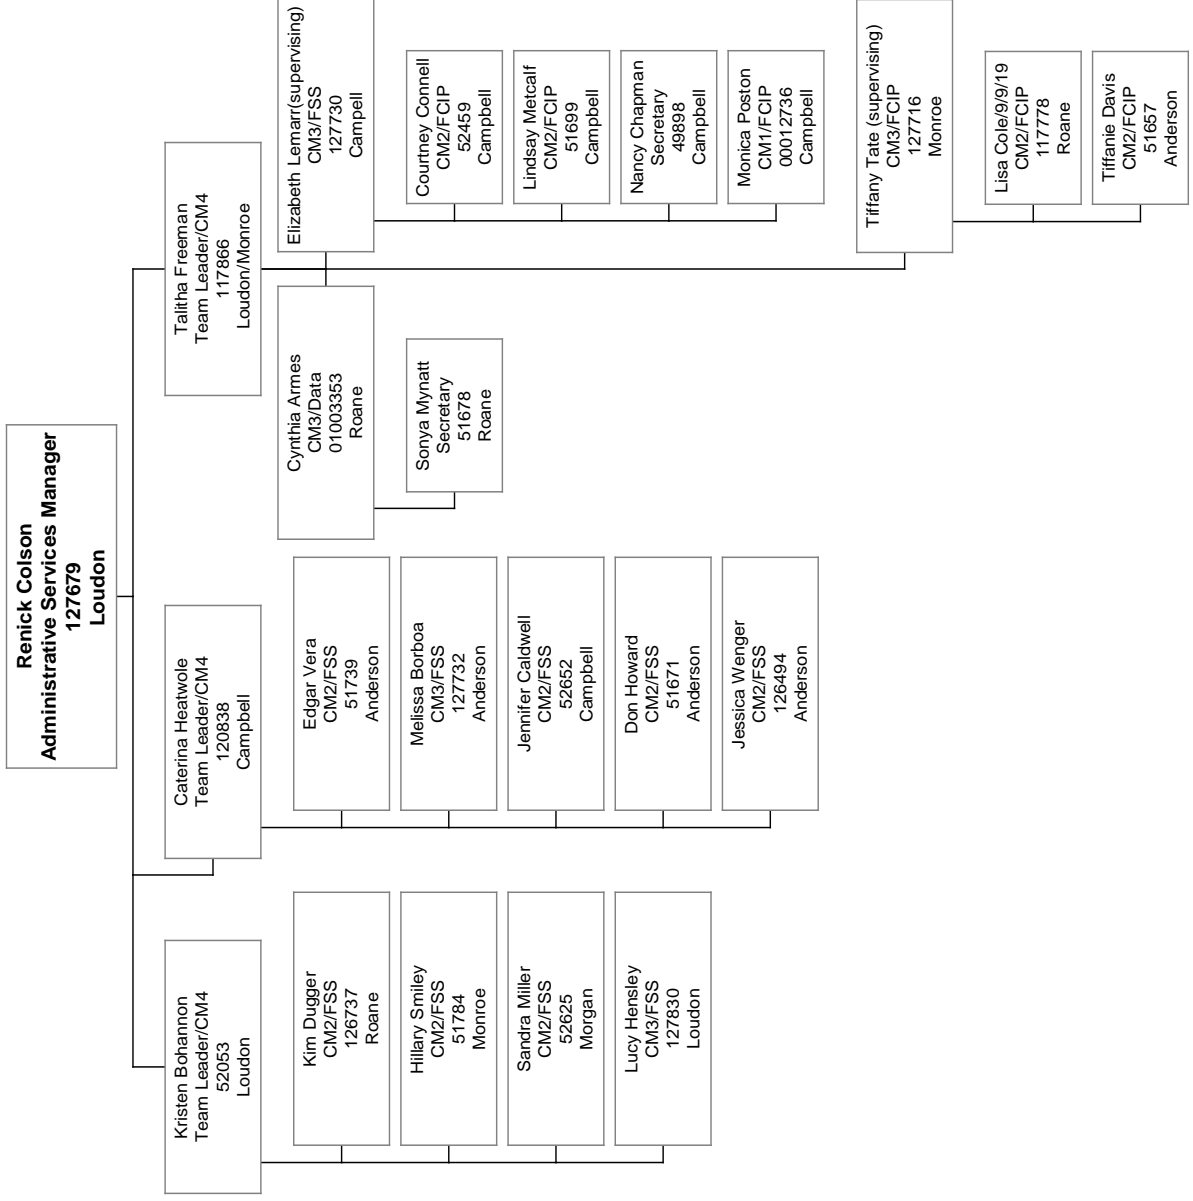 Renick Colson
Administrative Services Manager
127679
Loudon
Kristen Bohannon
Team Leader/CM4
52053
Loudon
Kim Dugger
CM2/FSS
126737
Roane
Hillary Smiley
CM2/FSS
51784
Monroe
Sandra Miller
CM2/FSS
52625
Morgan
Lucy Hensley
CM3/FSS
127830
Loudon
Caterina Heatwole
Team Leader/CM4
120838
Campbell
Edgar Vera
CM2/FSS
51739
Anderson
Melissa Borboa
CM3/FSS
127732
Anderson
Jennifer Caldwell
CM2/FSS
52652
Campbell
Don Howard
CM2/FSS
51671
Anderson
Jessica Wenger
CM2/FSS
126494
Anderson
Talitha Freeman
Team Leader/CM4
117866
Loudon/Monroe
Cynthia Armes
CM3/Data
01003353
Roane
Sonya Mynatt
Secretary
51678
Roane
Elizabeth Lemarr(supervising)
CM3/FSS
127730
Campell
Courtney Connell
CM2/FCIP
52459
Campbell
Lindsay Metcalf
CM2/FCIP
51699
Campbell
Nancy Chapman
Secretary
49898
Campbell
Monica Poston
CM1/FCIP
00012736
Campbell
Tiffany Tate (supervising)
CM3/FCIP
127716
Monroe
Lisa Cole/9/9/19
CM2/FCIP
117778
Roane
Tiffanie Davis
CM2/FCIP
51657
Anderson